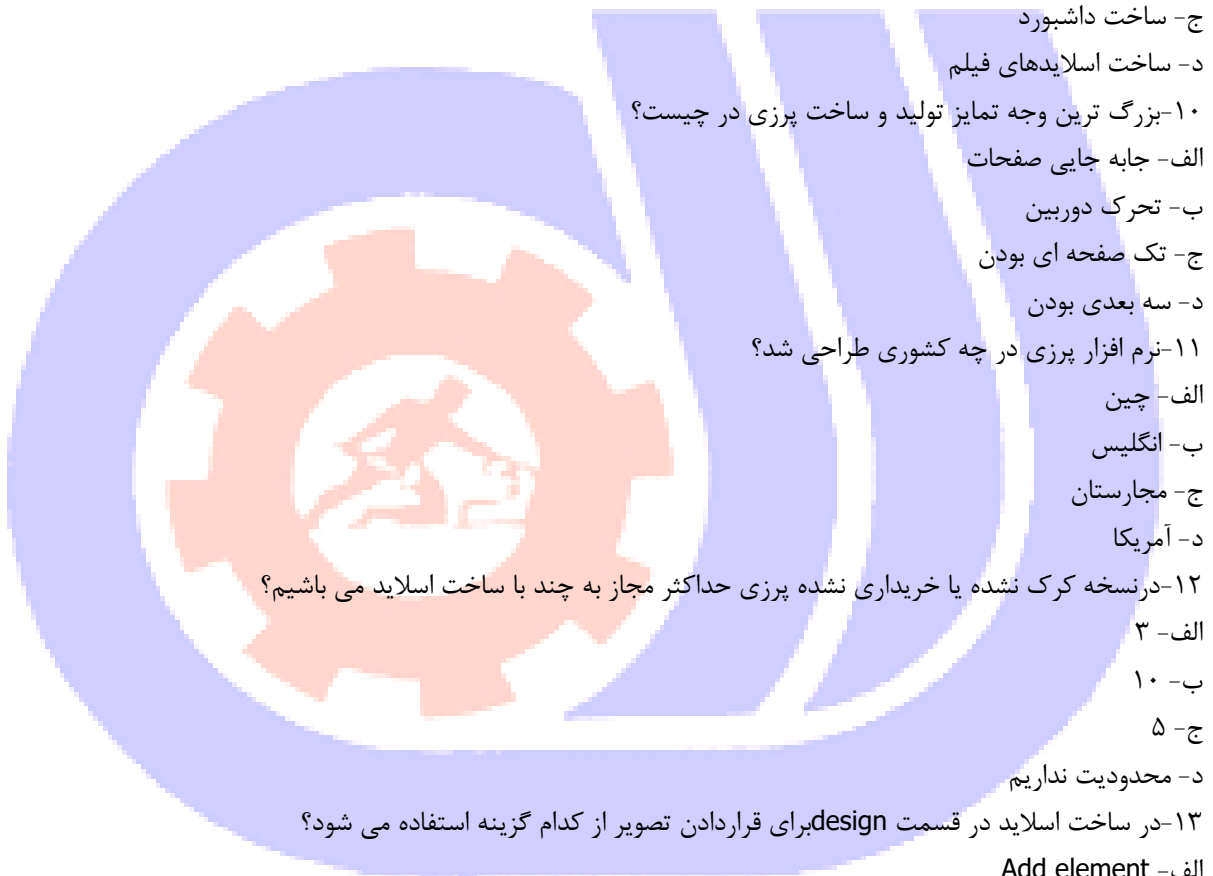 ج- ساخت داشبورد
د- ساخت اسلایدهای فیلم
۱۰-بزرگ ترین وجه تمایز تولید و ساخت پرزی در چیست؟
الف- جابه جایی صفحات
ب- تحرک دوربین
ج- تک صفحه ای بودن
د- سه بعدی بودن
۱۱-نرم افزار پرزی در چه کشوری طراحی شد؟
الف- چین
ب- انگلیس
ج- مجارستان
د- آمریکا
۱۲-درنسخه کرک نشده یا خریداری نشده پرزی حداکثر مجاز به چند با ساخت اسلاید می باشیم؟
الف- ۳
ب- ۱۰
ج- ۵
د- محدودیت نداریم
۱۳-در ساخت اسلاید در قسمت designبرای قراردادن تصویر از کدام گزینه استفاده می شود؟
الف- Add element